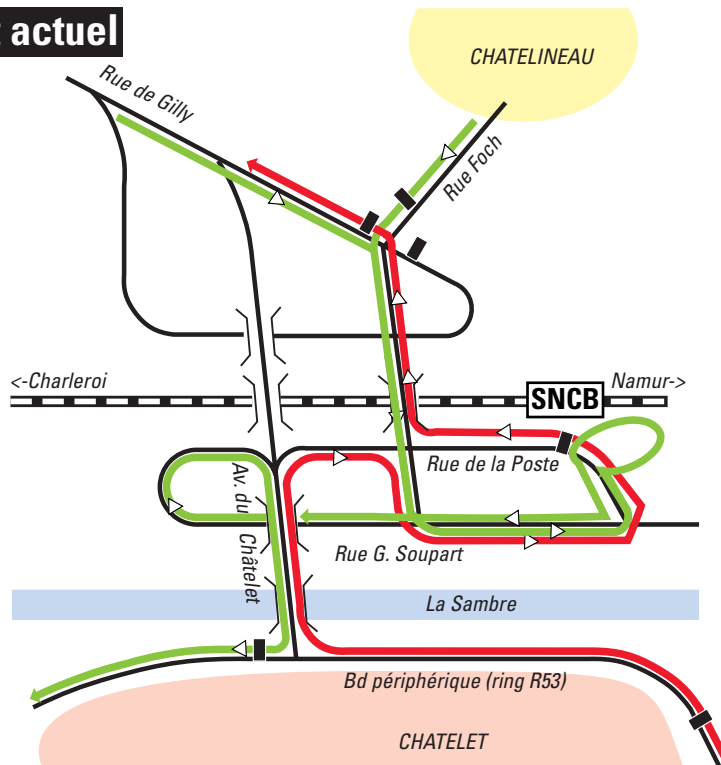 actuel
CHATELINEAU
Rue de Gilly
Rue Foch
<-Charleroi
SNCB
Namur->
Rue de la Poste
Av. du Châtelet
Rue G. Soupart
La Sambre
Bd périphérique (ring R53)
CHATELET